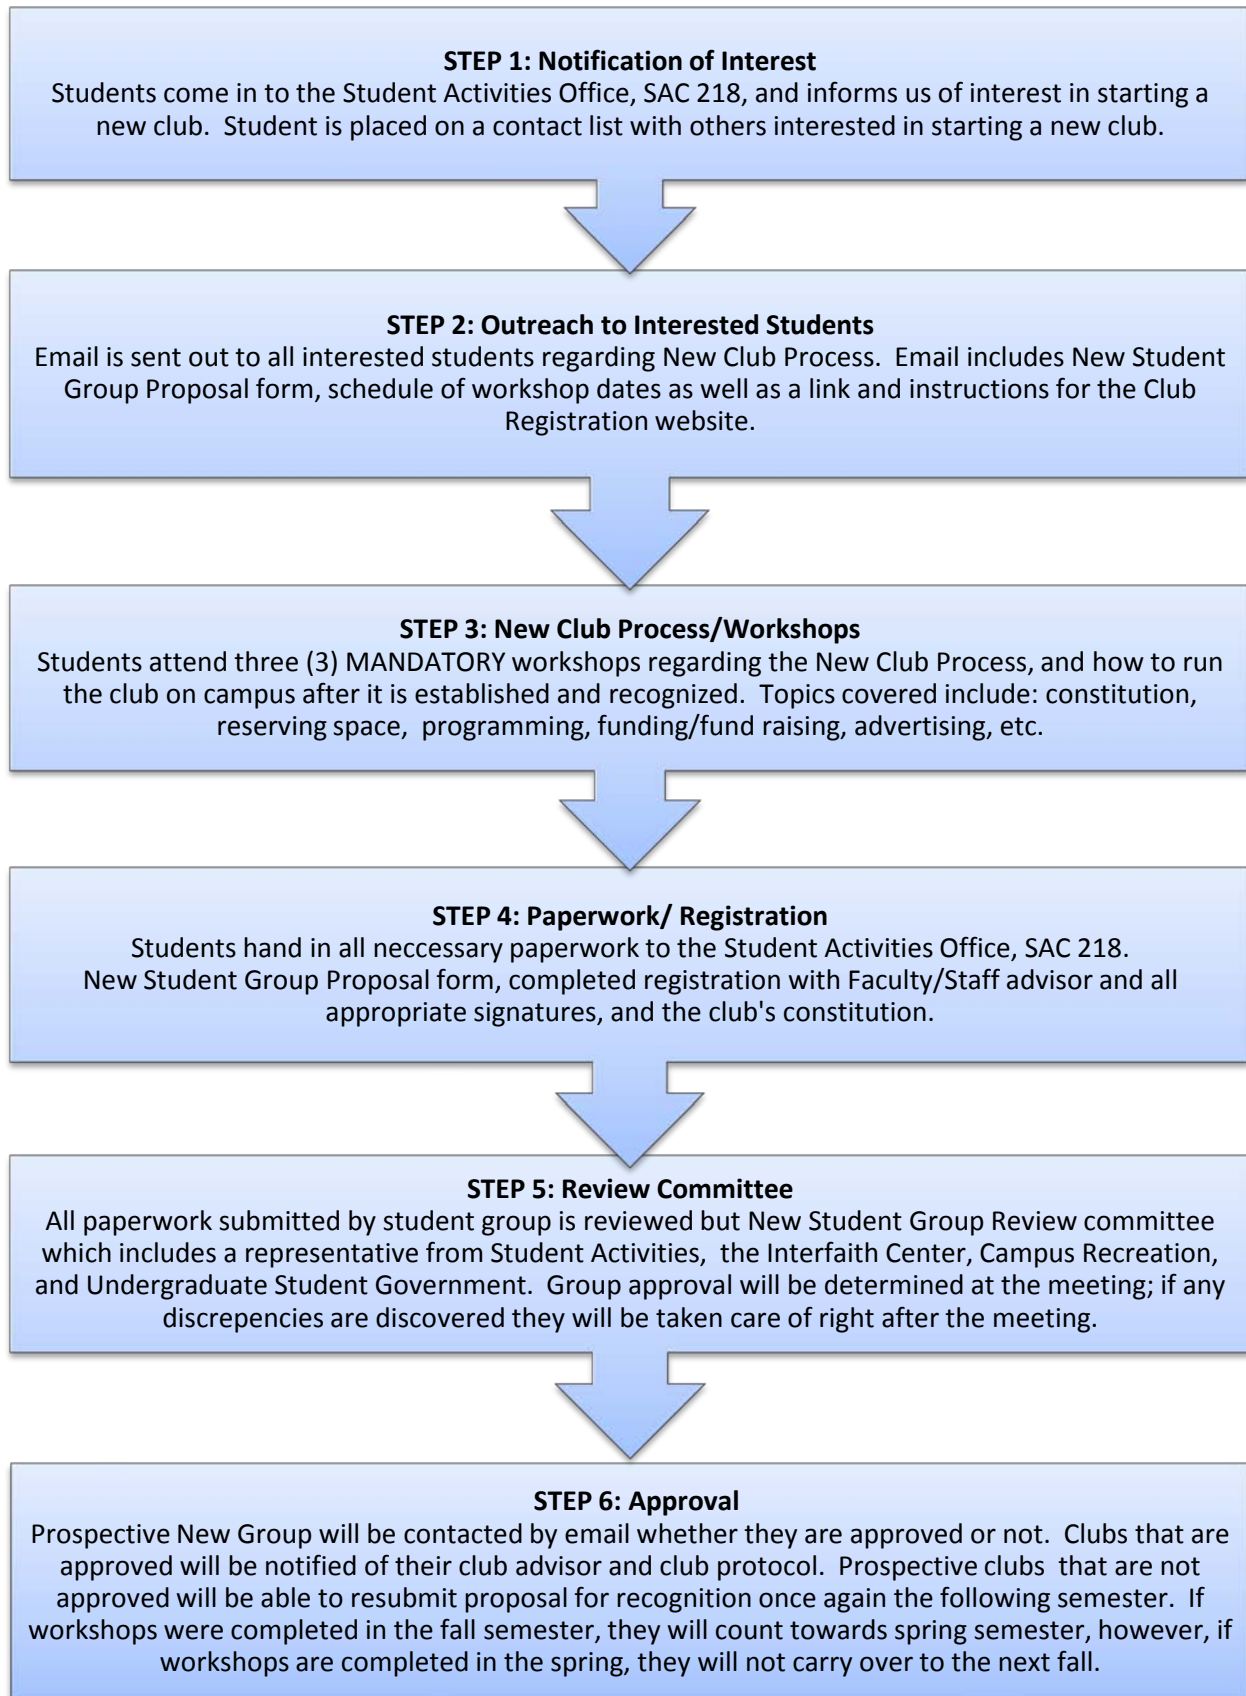 STEP 1: Notification of Interest
Students come in to the Student Activities Office, SAC 218, and informs us of interest in starting a
new club.  Student is placed on a contact list with others interested in starting a new club.
STEP 2: Outreach to Interested Students
Email is sent out to all interested students regarding New Club Process.  Email includes New Student
Group Proposal form, schedule of workshop dates as well as a link and instructions for the Club
Registration website.
STEP 3: New Club Process/Workshops
Students attend three (3) MANDATORY workshops regarding the New Club Process, and how to run
the club on campus after it is established and recognized.  Topics covered include: constitution,
reserving space,  programming, funding/fund raising, advertising, etc.
STEP 4: Paperwork/ Registration
Students hand in all neccessary paperwork to the Student Activities Office, SAC 218.
New Student Group Proposal form, completed registration with Faculty/Staff advisor and all
appropriate signatures, and the club's constitution.
STEP 5: Review Committee
All paperwork submitted by student group is reviewed but New Student Group Review committee
which includes a representative from Student Activities,  the Interfaith Center, Campus Recreation,
and Undergraduate Student Government.  Group approval will be determined at the meeting; if any
discrepencies are discovered they will be taken care of right after the meeting.
STEP 6: Approval
Prospective New Group will be contacted by email whether they are approved or not.  Clubs that are
approved will be notified of their club advisor and club protocol.  Prospective clubs  that are not
approved will be able to resubmit proposal for recognition once again the following semester.  If
workshops were completed in the fall semester, they will count towards spring semester, however, if
workshops are completed in the spring, they will not carry over to the next fall.